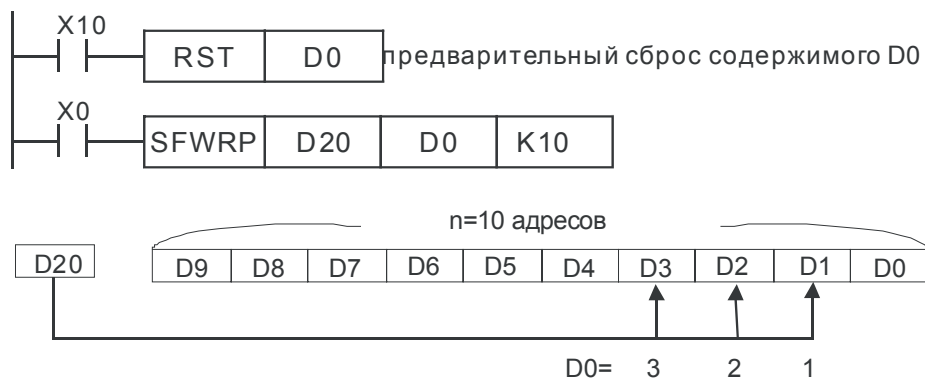 X10
RST D0 предварительный сброс содержимого D0
X0
SFWRP D20 D0 K10
n=10 адресов
D20 D9 D8 D7 D6 D5 D4 D3 D2 D1 D0
D0= 3 2 1